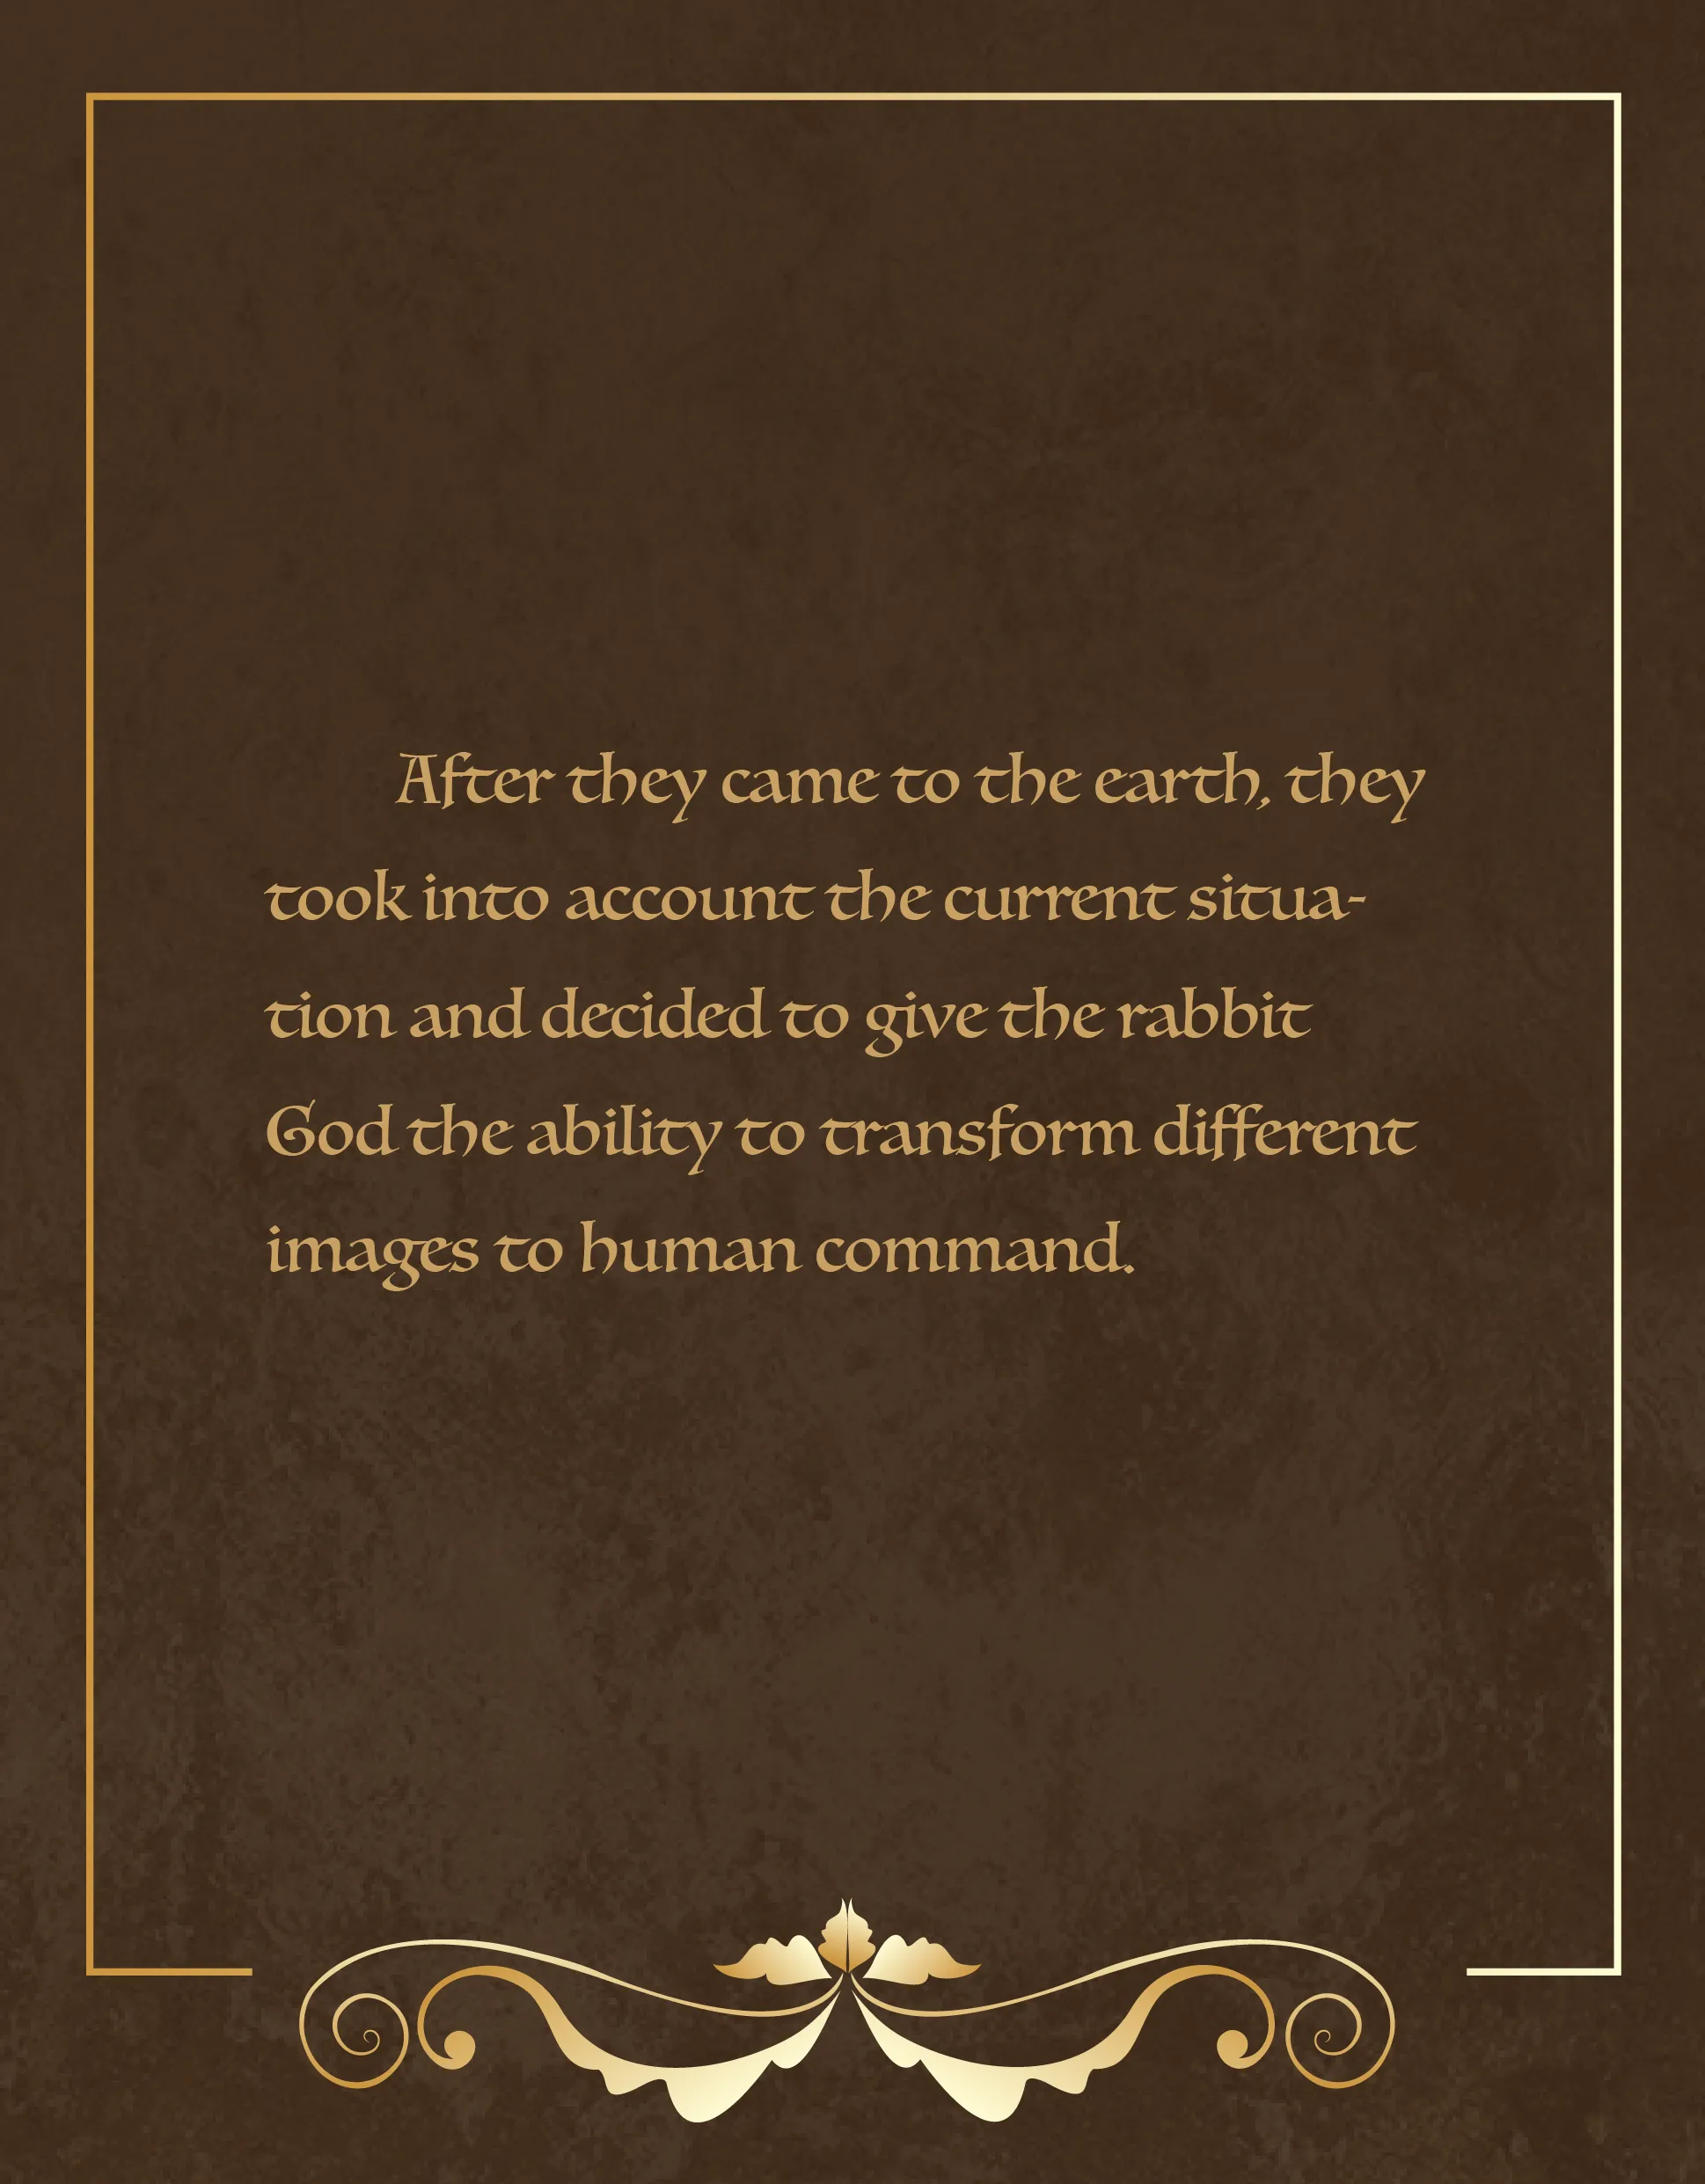 After they came to the earth, they
took into account the current situa-
tion and decided to give the rabbit
God the ability to transform different
images to human command.